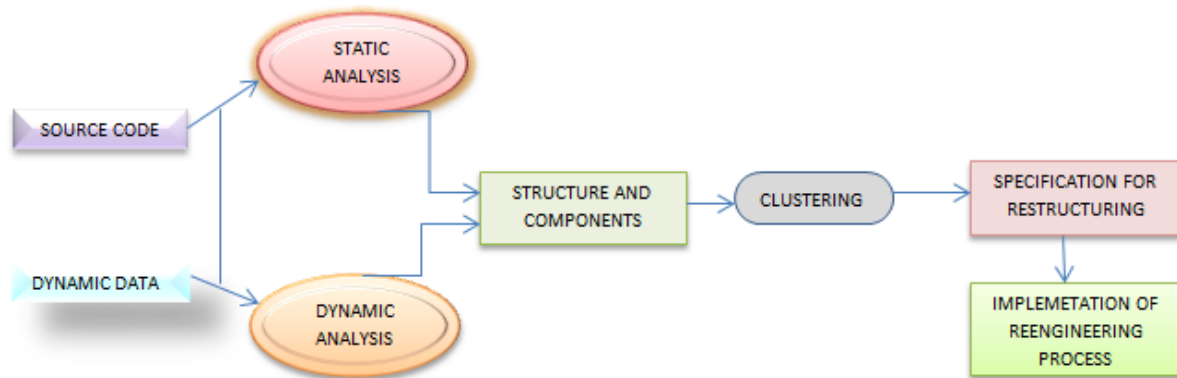 STATIC
ANALYSIS
SOURCE CODE
STRUCTURE AND
COMPONENTS
CLUSTERING
SPECIFICATION FOR
RESTRUCTURING
DYNAMIC DATA
DYNAMIC
ANALYSIS
IMPLEMETATION OF
REENGINEERING
PROCESS